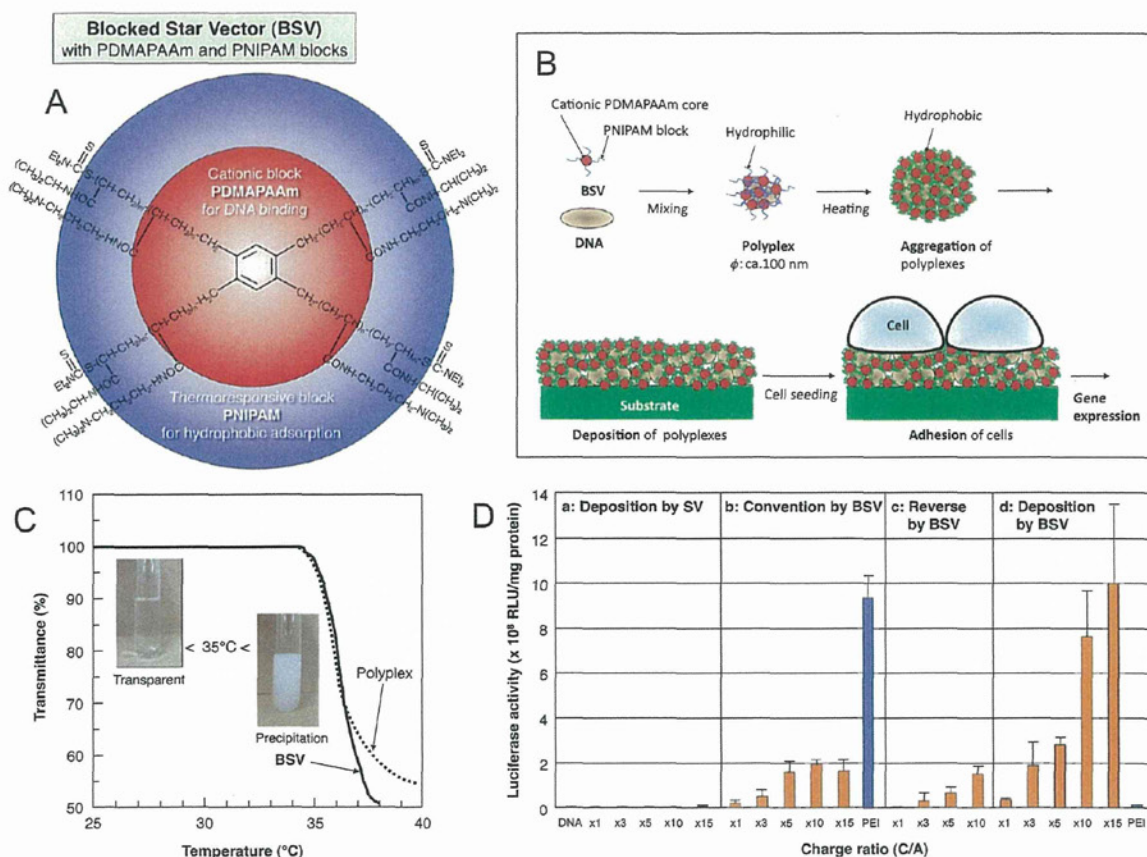 Blocked Star Vector (BSV)
with PDMAPAAm and PNIPAM blocks
A
Cationic block
PDMAPAAm
for DNA binding
Thermoresponsive block
PNIPAM
for hydrophobic adsorption
B
Cationic PDMAPAAm core
PNIPAM block
BSV
DNA
Mixing
Hydrophilic
Polyplex
ϕ: ca.100 nm
Heating
Hydrophobic
Aggregation of
polyplexes
Substrate
Deposition of polyplexes
Cell seeding
Cell
Adhesion of cells
Gene
expression
C
Transmittance (%)
110
100
90
80
70
60
50
25 30 35 40
Temperature (°C)
Transparent
< 35°C <
Precipitation
Polyplex
BSV
D
Luciferase activity (x 10⁸ RLU/mg protein)
14
12
10
8
6
4
2
0
a: Deposition by SV
b: Convention by BSV
c: Reverse
by BSV
d: Deposition
by BSV
DNA x1 x3 x5 x10 x15 x1 x3 x5 x10 x15 PEI x1 x3 x5 x10 x1 x3 x5 x10 x15 PEI
Charge ratio (C/A)